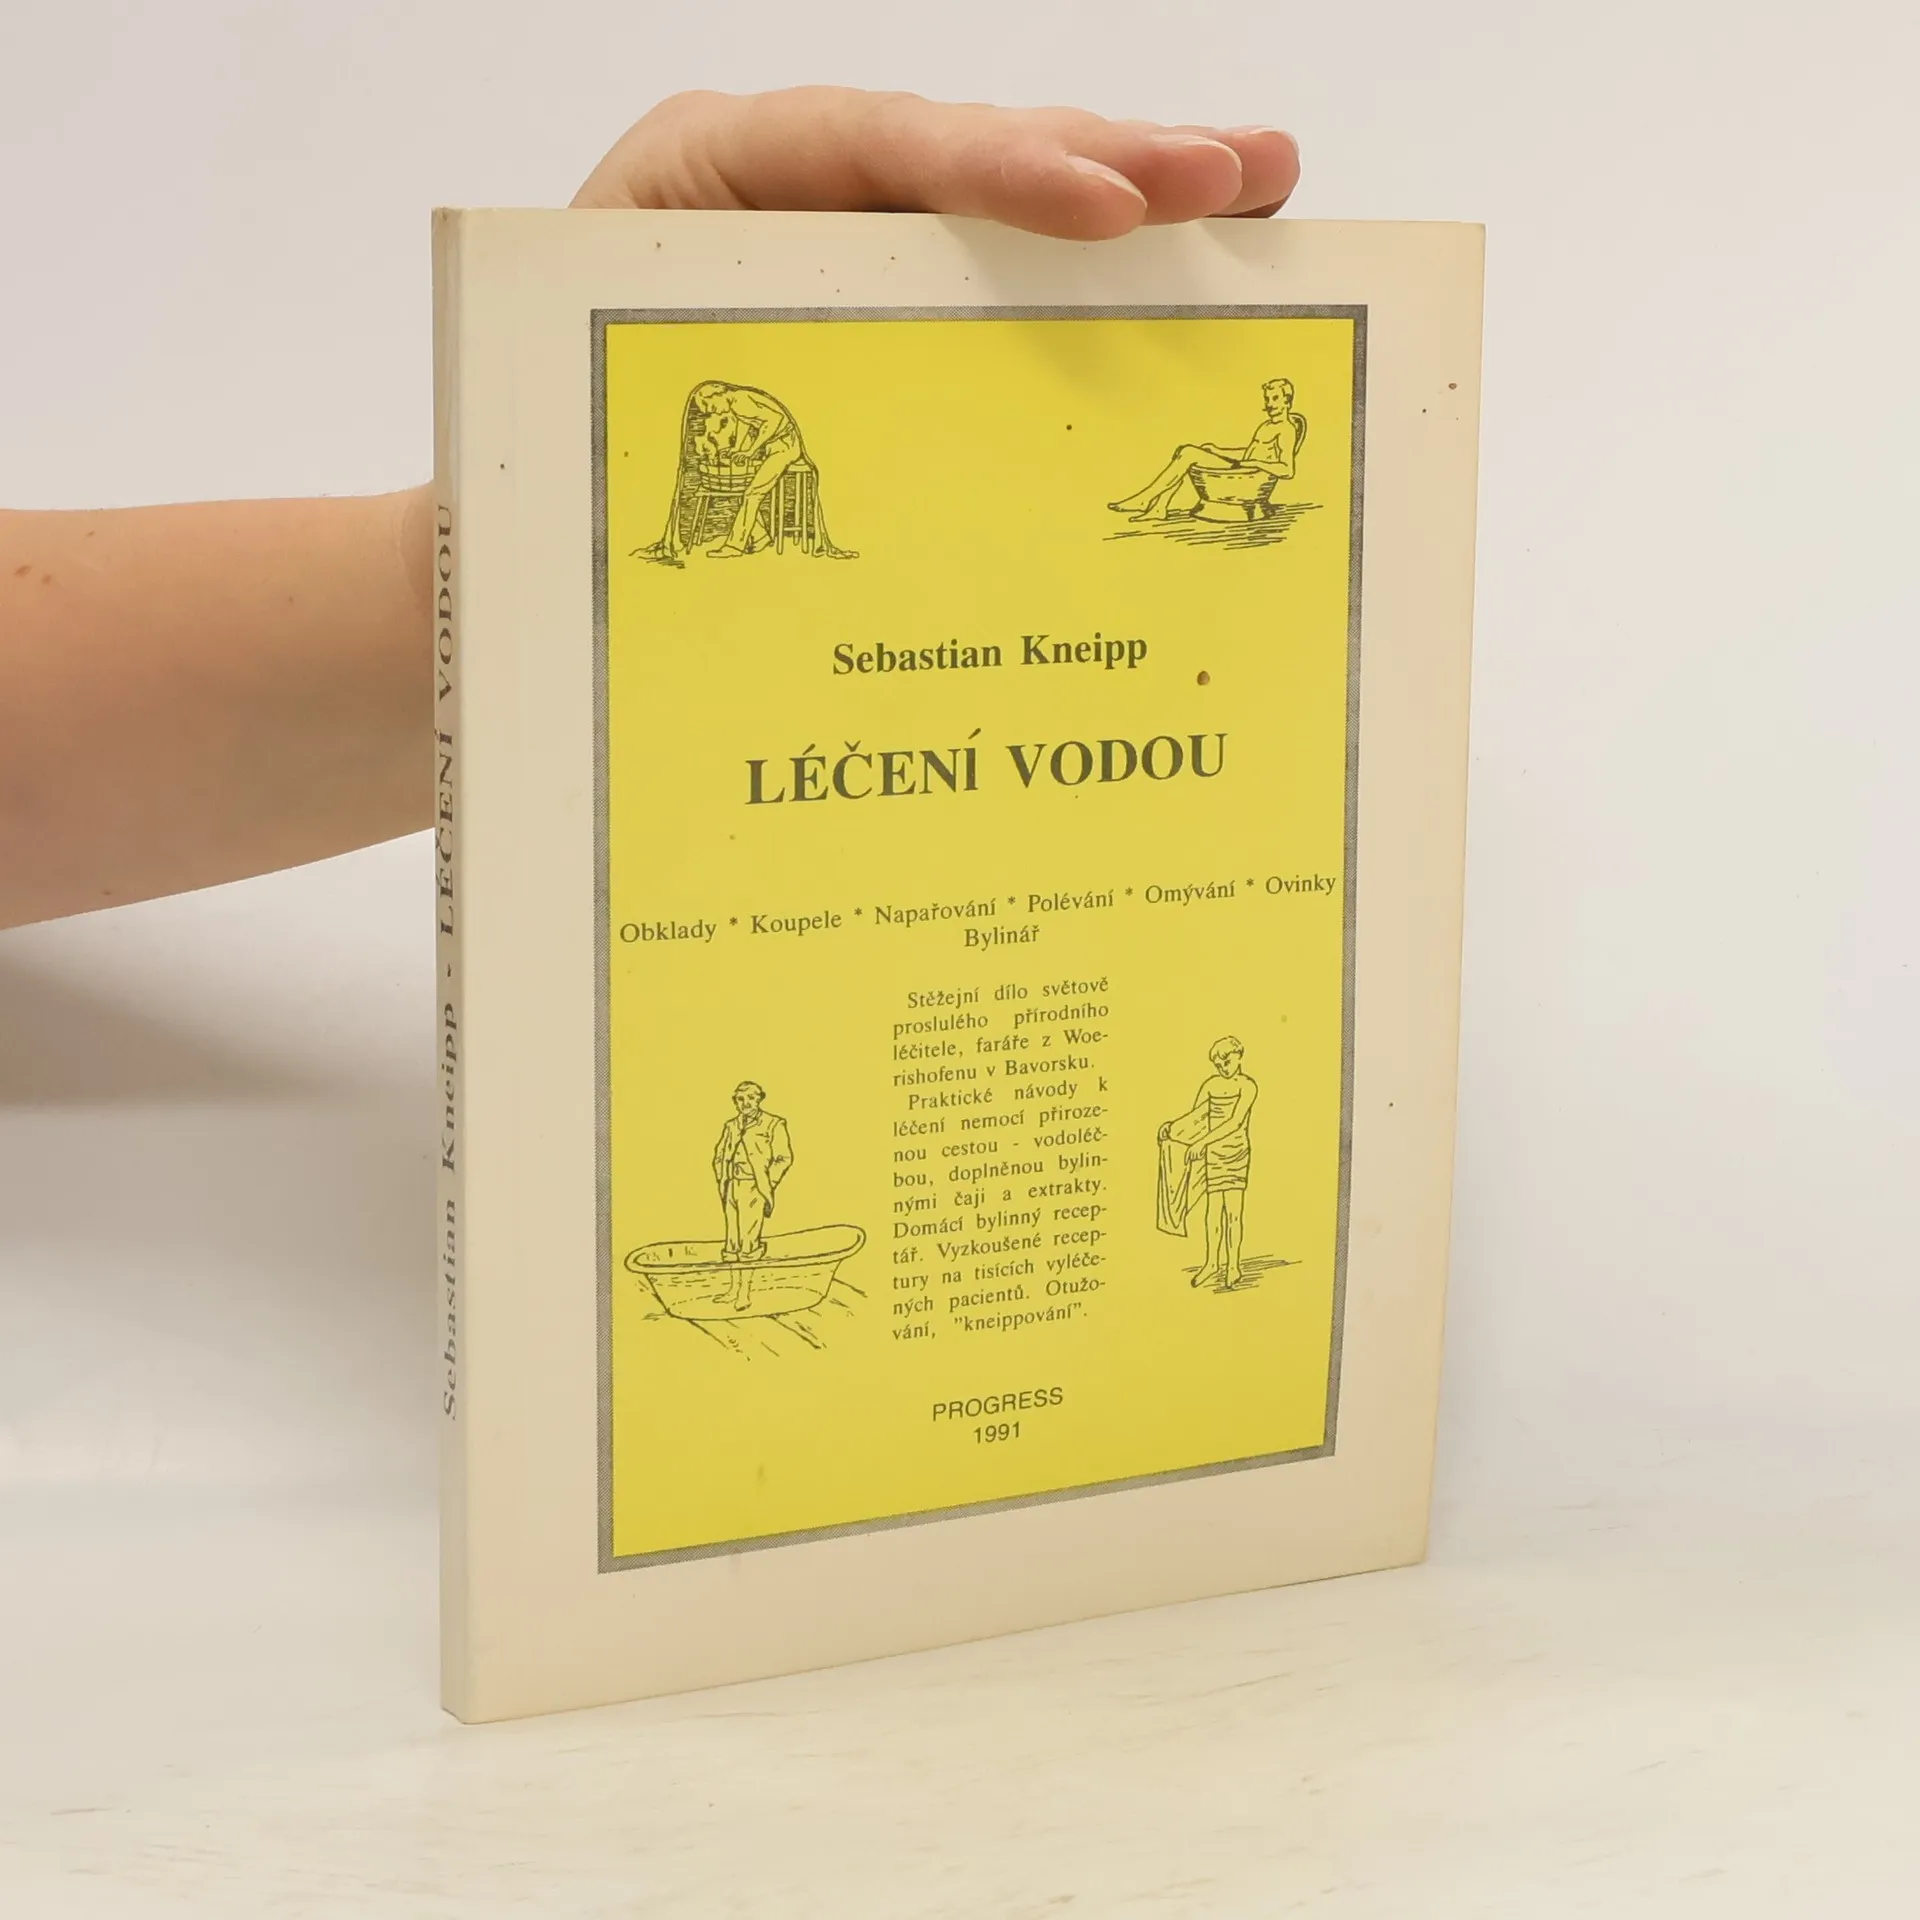 Sebastian Kneipp - LÉČENÍ VODOU
Sebastian Kneipp
LÉČENÍ VODOU
Obklady * Koupele * Napařování * Polévání * Omývání * Ovinky
Bylinář
Stěžejní dílo světově
proslulého přírodního
léčitele, faráře z Woe-
rishofenu v Bavorsku.
Praktické návody k
léčení nemocí přiroze-
nou cestou - vodoléč-
bou, doplněnou bylin-
nými čaji a extrakty.
Domácí bylinný recep-
tář. Vyzkoušené recep-
tury na tisících vyléče-
ných pacientů. Otužo-
vání, ”kneippování”.
PROGRESS
1991